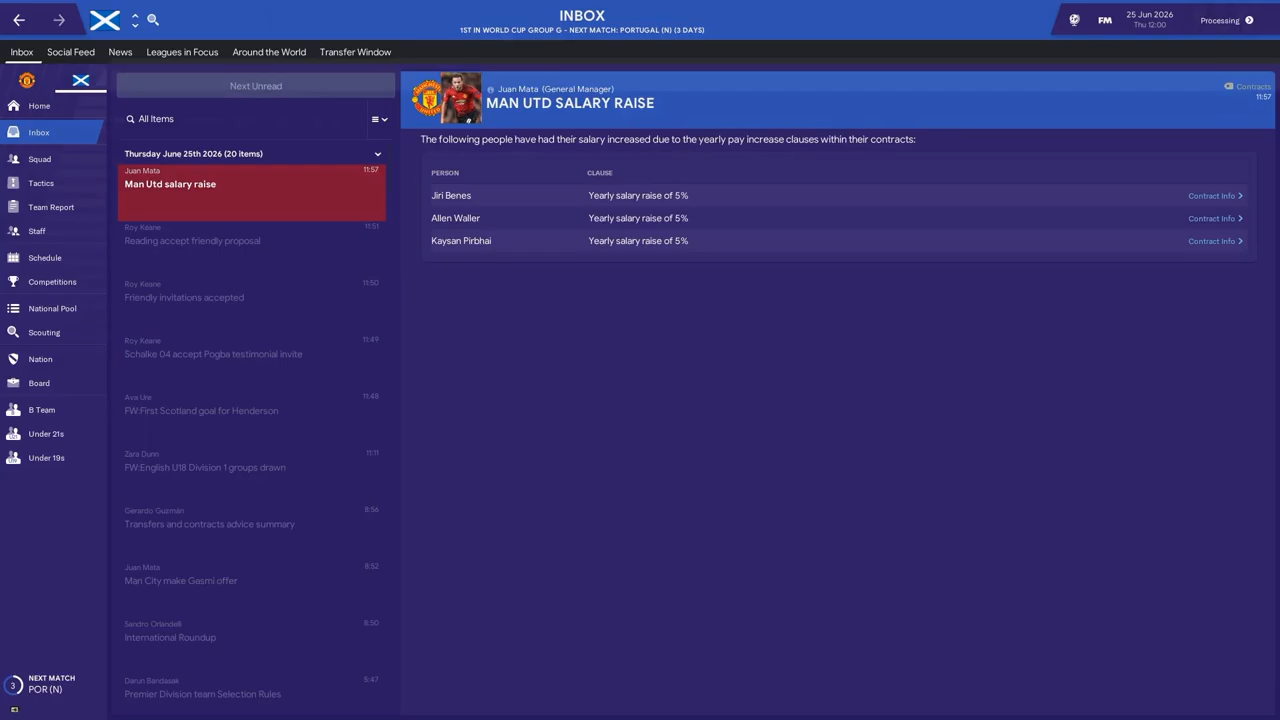 INBOX
1ST IN WORLD CUP GROUP G - NEXT MATCH: PORTUGAL (N) (3 DAYS)
FM
25 Jun 2026
Thu 12:00
Processing
Inbox Social Feed News Leagues in Focus Around the World Transfer Window
Home
Inbox
Squad
Tactics
Team Report
Staff
Schedule
Competitions
National Pool
Scouting
Nation
Board
B Team
Under 21s
Under 19s
3
NEXT MATCH
POR (N)
Next Unread
All Items
Thursday June 25th 2026 (20 items)
Juan Mata 11:57
Man Utd salary raise
Roy Keane 11:51
Reading accept friendly proposal
Roy Keane 11:50
Friendly invitations accepted
Roy Keane 11:49
Schalke 04 accept Pogba testimonial invite
Ava Ure 11:48
FW:First Scotland goal for Henderson
Zara Dunn 11:11
FW:English U18 Division 1 groups drawn
Gerardo Guzmán 8:56
Transfers and contracts advice summary
Juan Mata 8:52
Man City make Gasmi offer
Sandro Orlandelli 8:50
International Roundup
Darun Bandasak 5:47
Premier Division team Selection Rules
Juan Mata (General Manager)
MAN UTD SALARY RAISE
Contracts
11:57
The following people have had their salary increased due to the yearly pay increase clauses within their contracts:
PERSON CLAUSE
Jiri Benes Yearly salary raise of 5% Contract Info
Allen Waller Yearly salary raise of 5% Contract Info
Kaysan Pirbhai Yearly salary raise of 5% Contract Info